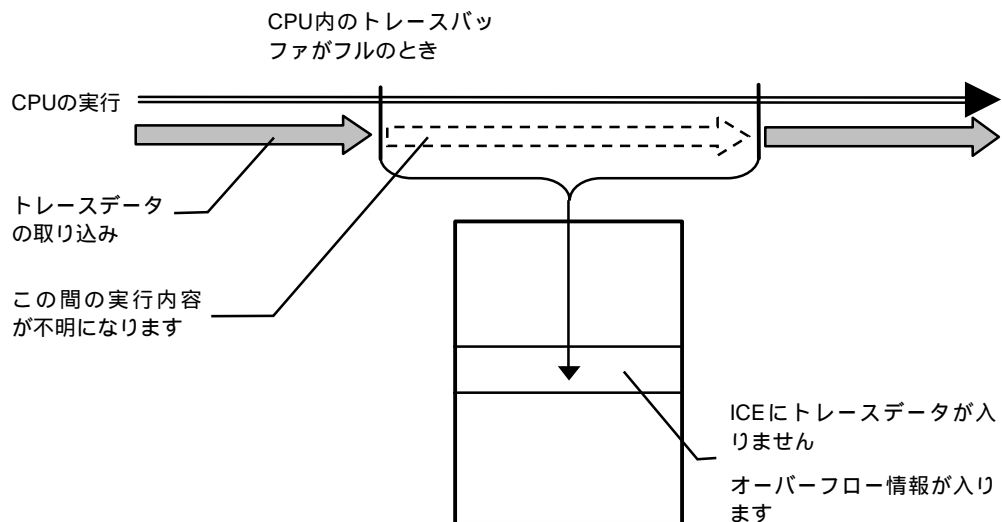 CPU内のトレースバッ
ファがフルのとき
CPUの実行
トレースデータ
の取り込み
この間の実行内容
が不明になります
ICEにトレースデータが入
りません
オーバーフロー情報が入り
ます